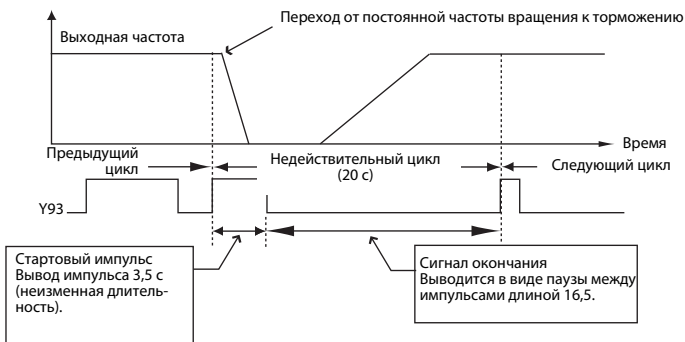 Переход от постоянной частоты вращения к торможению
Выходная частота
Время
Предыдущий
цикл
Недействительный цикл
(20 с)
Следующий цикл
Y93
Стартовый импульс
Вывод импульса 3,5 с
(неизменная длитель-
ность).
Сигнал окончания
Выводится в виде паузы между
импульсами длиной 16,5.